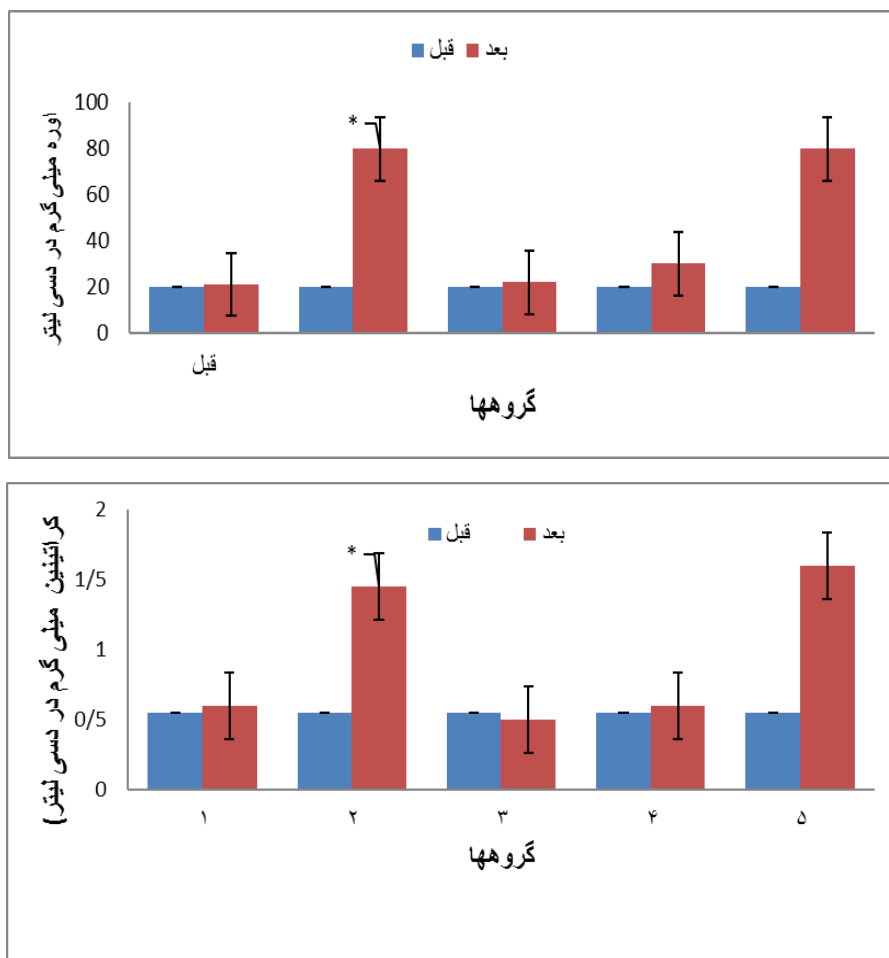 قبل بعد
اوره میلی گرم در دسی لیتر
100
80
*
60
40
20
0
قبل
گروهها
کراتینین میلی گرم در دسی لیتر)
2
قبل بعد
*
1/5
1
0/5
0
۱ ۲ ۳ ۴ ۵
گروهها